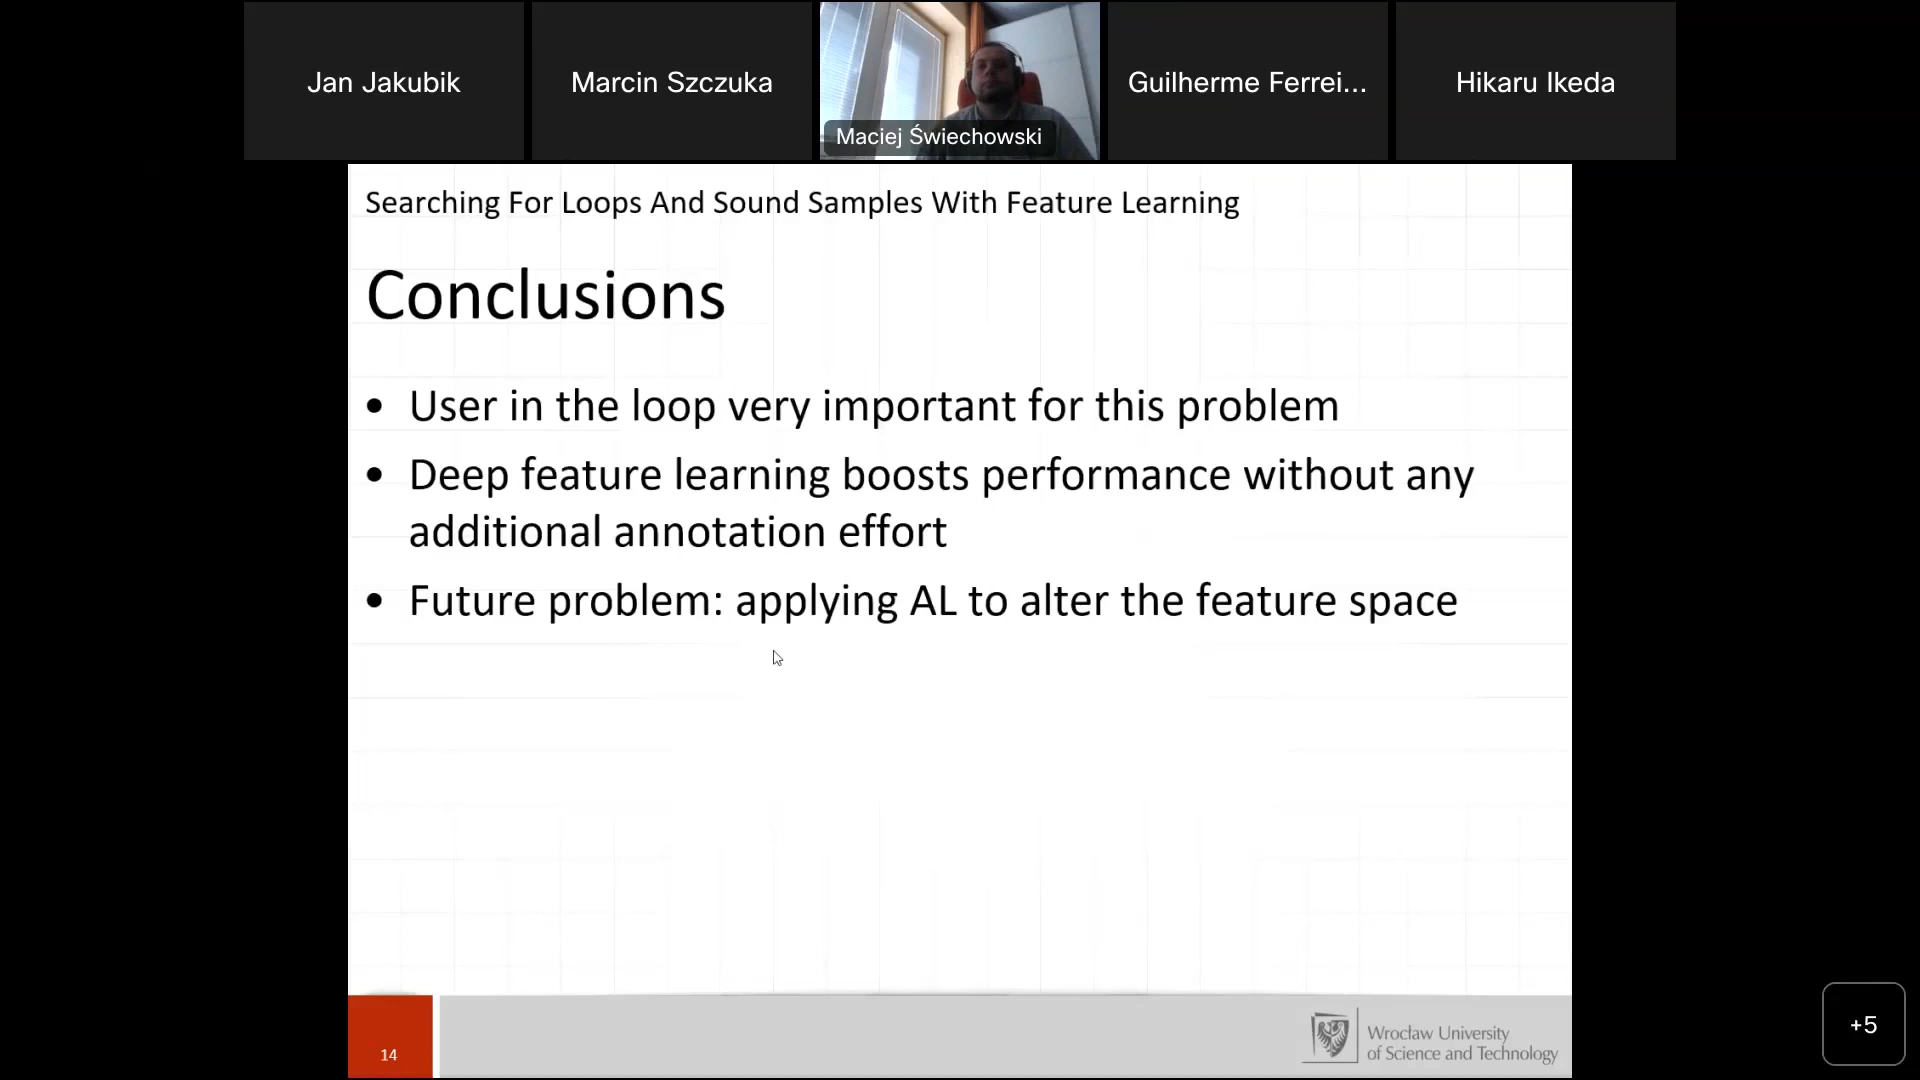 Jan Jakubik
Marcin Szczuka
Maciej Świechowski
Guilherme Ferrei...
Hikaru Ikeda
Searching For Loops And Sound Samples With Feature Learning
Conclusions
• User in the loop very important for this problem
• Deep feature learning boosts performance without any
additional annotation effort
• Future problem: applying AL to alter the feature space
14
Wrocław University
of Science and Technology
+5